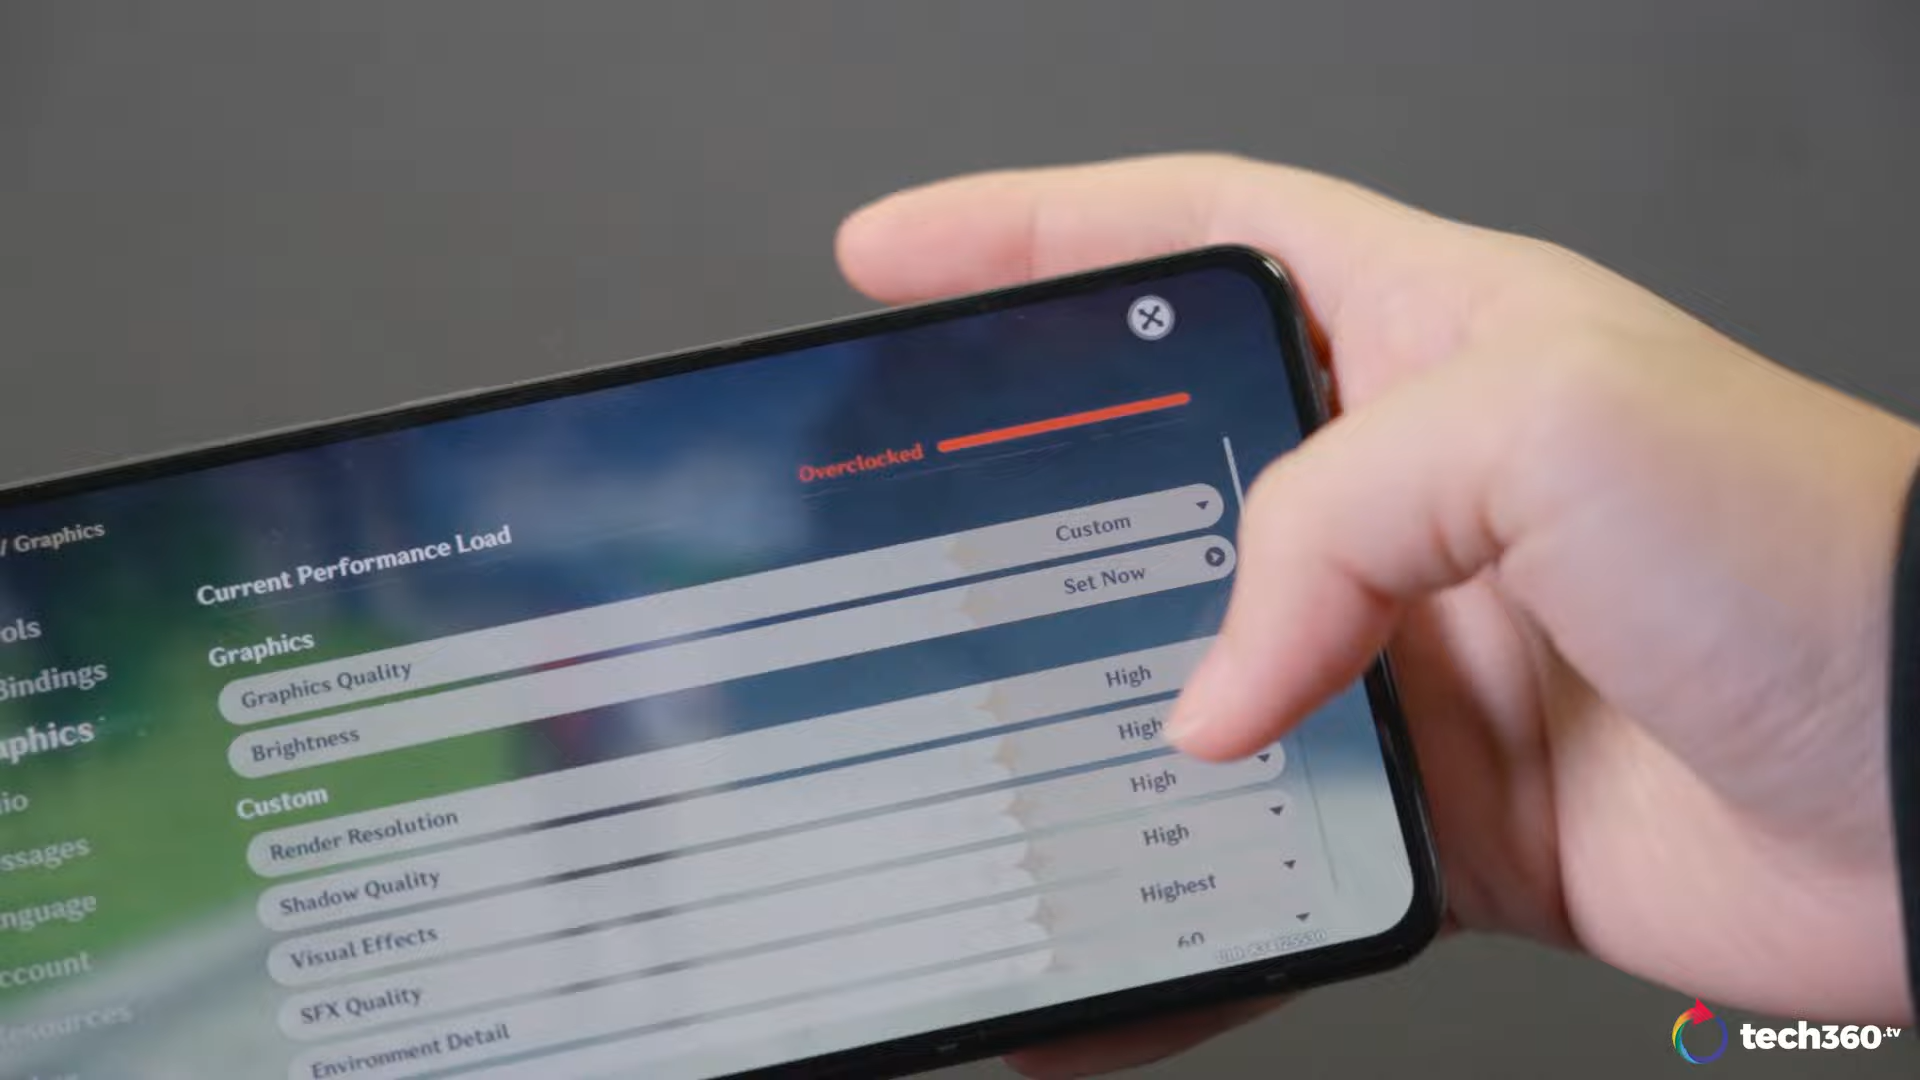 / Graphics
ols
Bindings
aphics
io
ssages
nguage
ccount
Resources
Current Performance Load
Overclocked
Graphics
Graphics Quality
Custom
Brightness
Set Now
Custom
Render Resolution
High
Shadow Quality
High
Visual Effects
High
SFX Quality
High
Environment Detail
Highest
60
tech360.tv